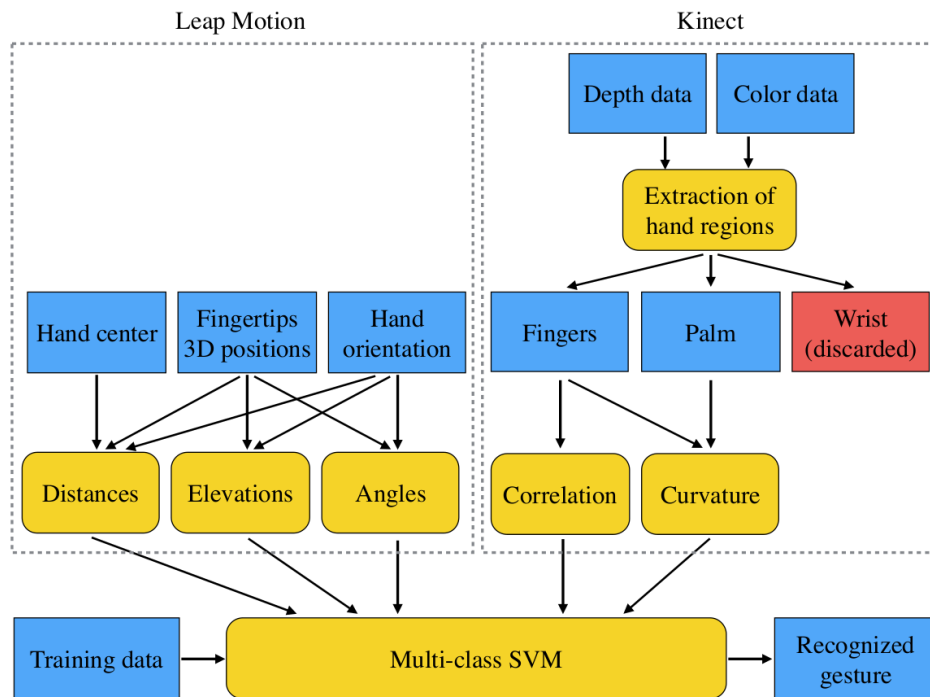 Leap Motion
Kinect
Depth data
Color data
Extraction of
hand regions
Hand center
Fingertips
3D positions
Hand
orientation
Fingers
Palm
Wrist
(discarded)
Distances
Elevations
Angles
Correlation
Curvature
Training data
Multi-class SVM
Recognized
gesture